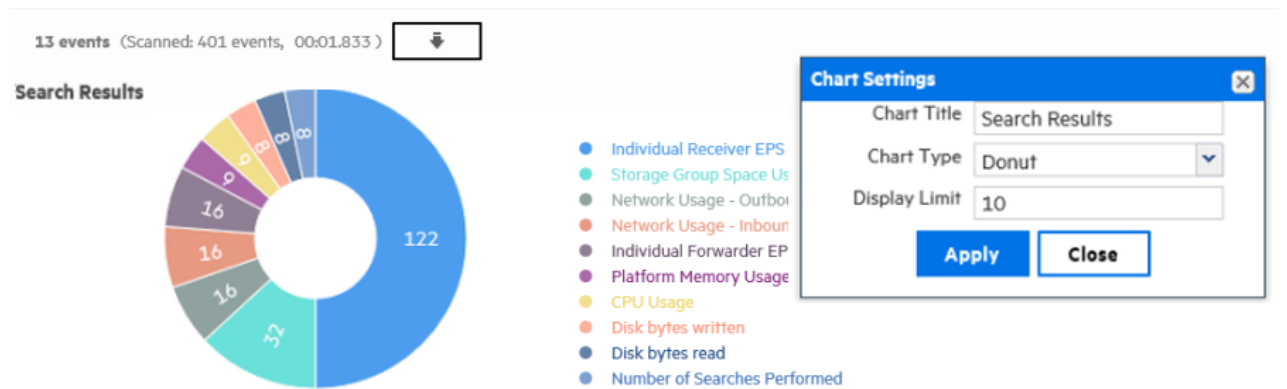 13 events (Scanned: 401 events, 00:01.833 )
Search Results
122
32
16
16
16
9
9
8
8
8
Individual Receiver EPS
Storage Group Space Us
Network Usage - Outbou
Network Usage - Inboun
Individual Forwarder EP
Platform Memory Usage
CPU Usage
Disk bytes written
Disk bytes read
Number of Searches Performed
Chart Settings
Chart Title Search Results
Chart Type Donut
Display Limit 10
Apply Close